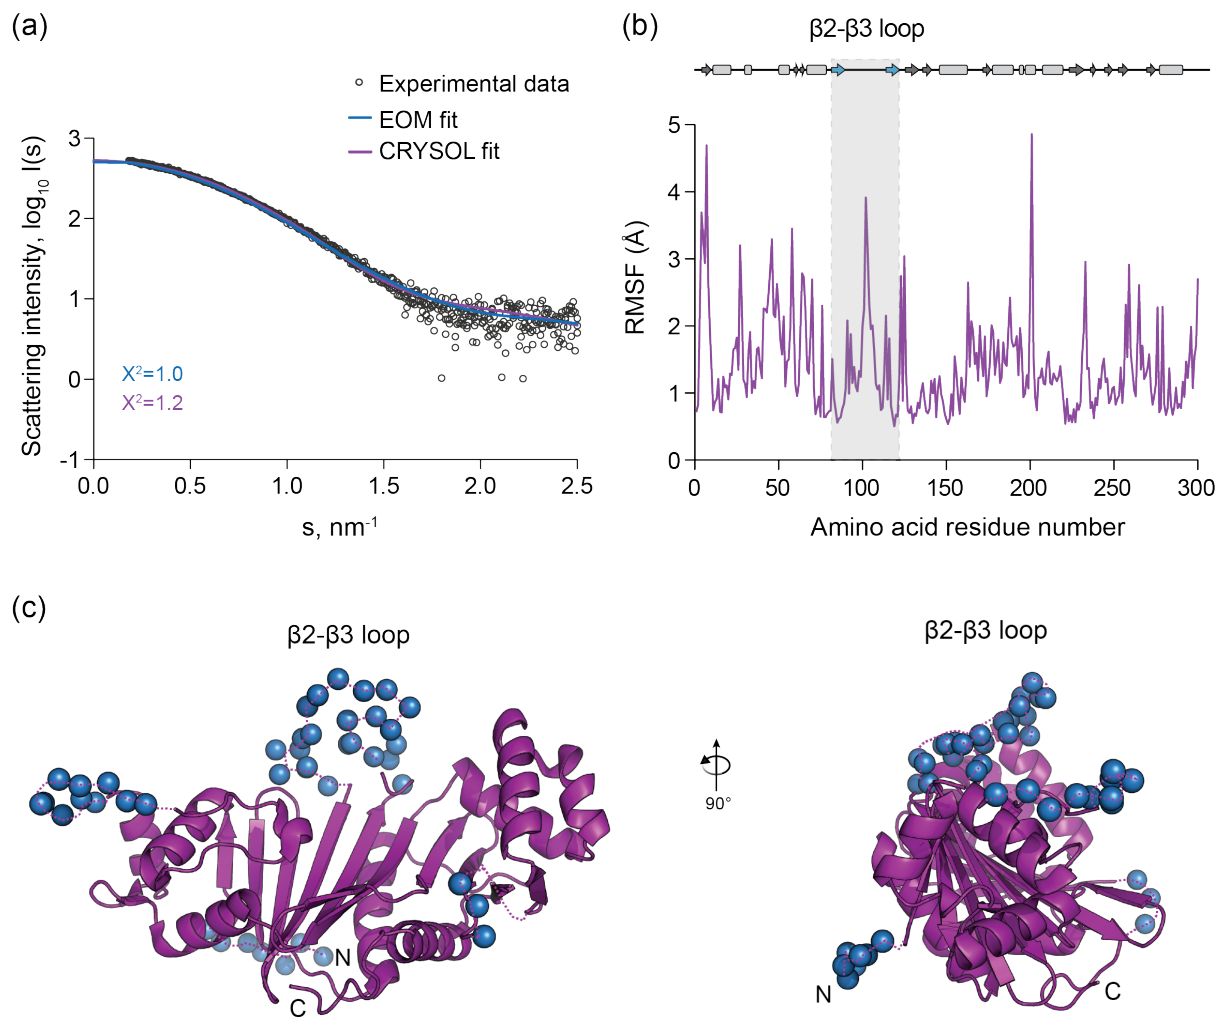 (a)
Experimental data
EOM fit
CRYSOL fit
Scattering intensity, log10 I(s)
3
2
1
0
-1
X²=1.0
X²=1.2
0.0 0.5 1.0 1.5 2.0 2.5
s, nm-1
(b)
β2-β3 loop
RMSF (Å)
5
4
3
2
1
0
0 50 100 150 200 250 300
Amino acid residue number
(c)
β2-β3 loop
N
C
90°
β2-β3 loop
N
C